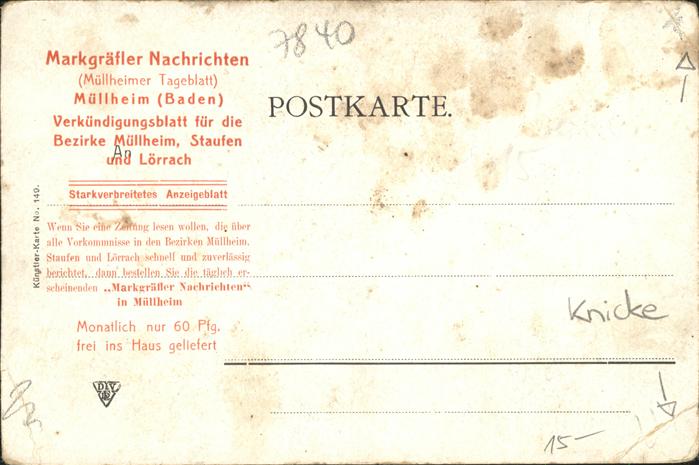 7840
Markgräfler Nachrichten
(Müllheimer Tageblatt)
Müllheim (Baden)
Verkündigungsblatt für die
Bezirke Müllheim, Staufen
und Lörrach
An
Starkverbreitetes Anzeigeblatt
Wenn Sie eine Zeitung lesen wollen, die über
alle Vorkommnisse in den Bezirken Müllheim,
Staufen und Lörrach schnell und zuverlässig
berichtet, dann bestellen Sie die täglich er-
scheinenden „Markgräfler Nachrichten“
in Müllheim
Monatlich nur 60 Pfg.
frei ins Haus geliefert
Künstler-Karte No. 149.
POSTKARTE.
Knicke
15-